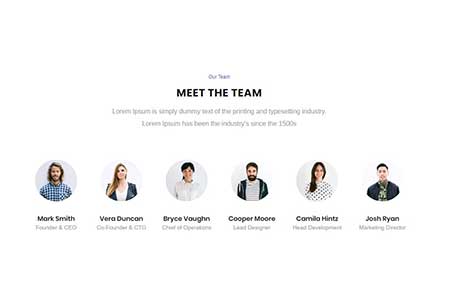 Our Team
MEET THE TEAM
Lorem Ipsum is simply dummy text of the printing and typesetting industry.
Lorem Ipsum has been the industry's since the 1500s
Mark Smith
Founder & CEO
Vera Duncan
Co-Founder & CTO
Bryce Vaughn
Chief of Operations
Cooper Moore
Lead Designer
Camila Hintz
Head Development
Josh Ryan
Marketing Director